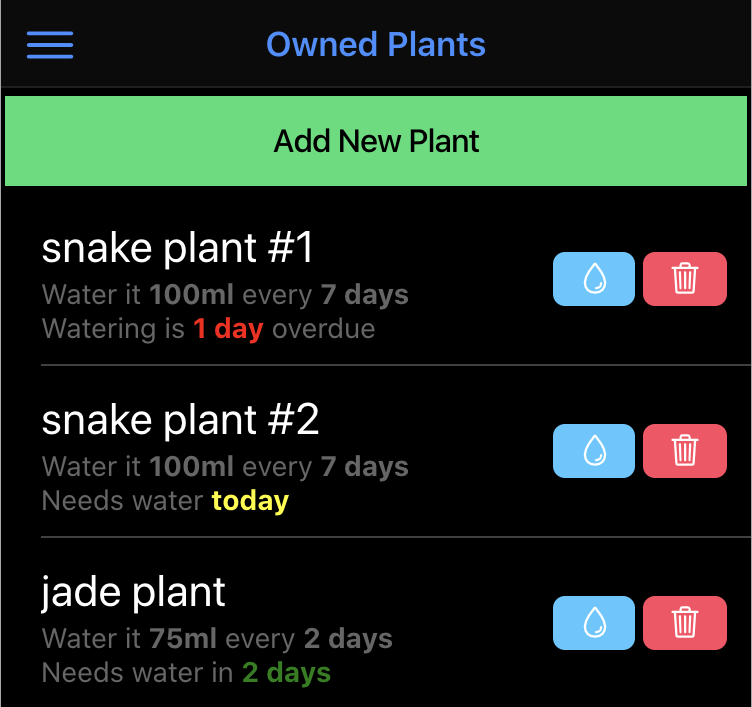 Owned Plants
Add New Plant
snake plant #1
Water it 100ml every 7 days
Watering is 1 day overdue
snake plant #2
Water it 100ml every 7 days
Needs water today
jade plant
Water it 75ml every 2 days
Needs water in 2 days